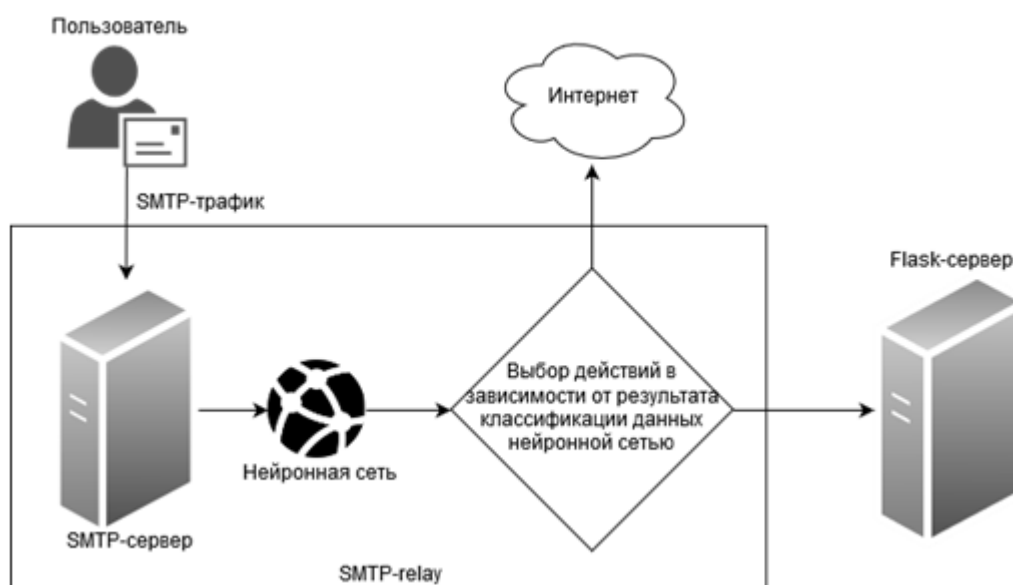 Пользователь
Интернет
SMTP-трафик
Flask-сервер
Выбор действий в
зависимости от результата
классификации данных
нейронной сетью
Нейронная сеть
SMTP-сервер
SMTP-relay